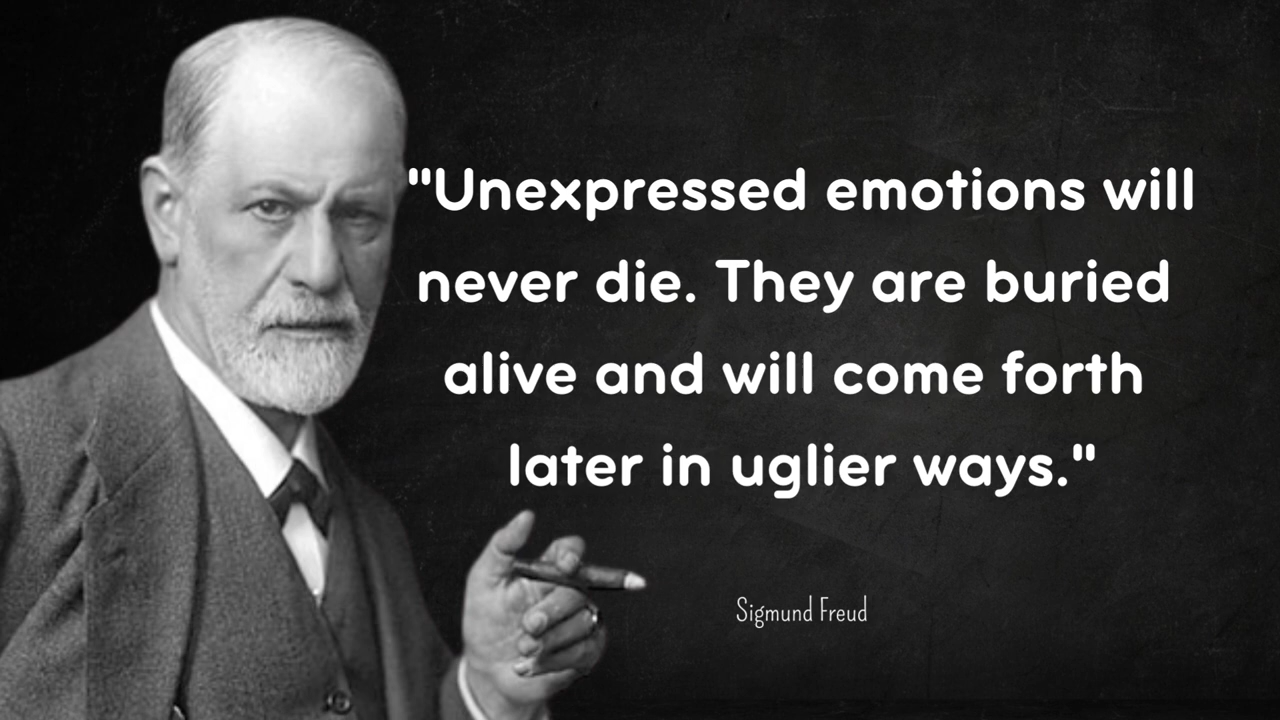 "Unexpressed emotions will
never die. They are buried
alive and will come forth
later in uglier ways."
Sigmund Freud